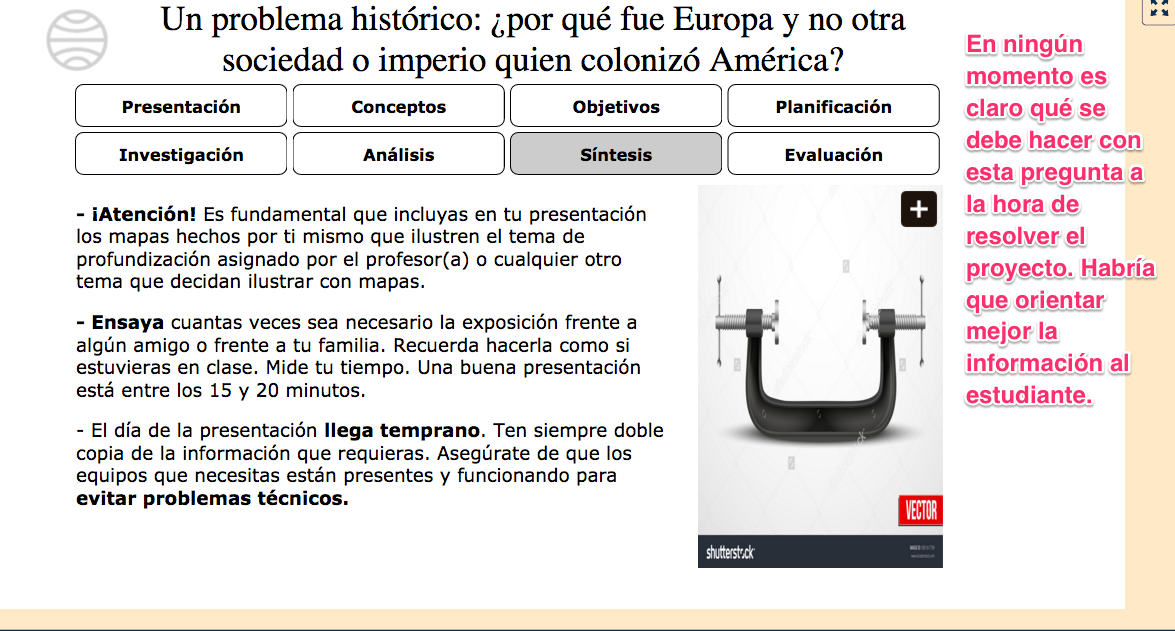 Un problema histórico: ¿por qué fue Europa y no otra
sociedad o imperio quien colonizó América?
Presentación
Conceptos
Objetivos
Planificación
Investigación
Análisis
Síntesis
Evaluación
- ¡Atención! Es fundamental que incluyas en tu presentación
los mapas hechos por ti mismo que ilustren el tema de
profundización asignado por el profesor(a) o cualquier otro
tema que decidan ilustrar con mapas.
- Ensaya cuantas veces sea necesario la exposición frente a
algún amigo o frente a tu familia. Recuerda hacerla como si
estuvieras en clase. Mide tu tiempo. Una buena presentación
está entre los 15 y 20 minutos.
- El día de la presentación llega temprano. Ten siempre doble
copia de la información que requieras. Asegúrate de que los
equipos que necesitas están presentes y funcionando para
evitar problemas técnicos.
VECTOR
shutterstock
En ningún
momento es
claro qué se
debe hacer con
esta pregunta a
la hora de
resolver el
proyecto. Habría
que orientar
mejor la
información al
estudiante.